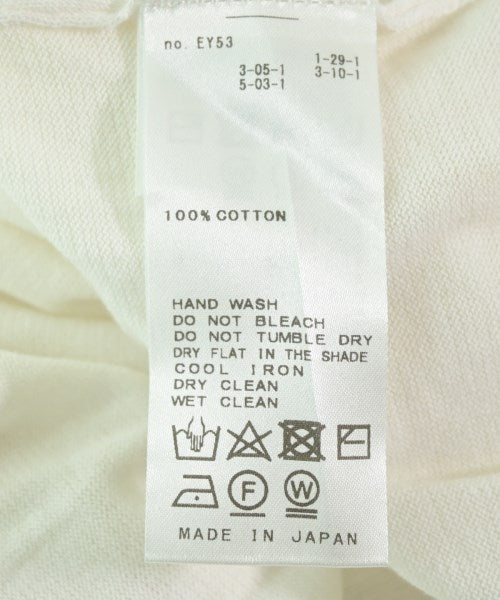 no. EY53
1-29-1
3-05-1 3-10-1
5-03-1
100% COTTON
HAND WASH
DO NOT BLEACH
DO NOT TUMBLE DRY
DRY FLAT IN THE SHADE
COOL IRON
DRY CLEAN
WET CLEAN
F W
MADE IN JAPAN